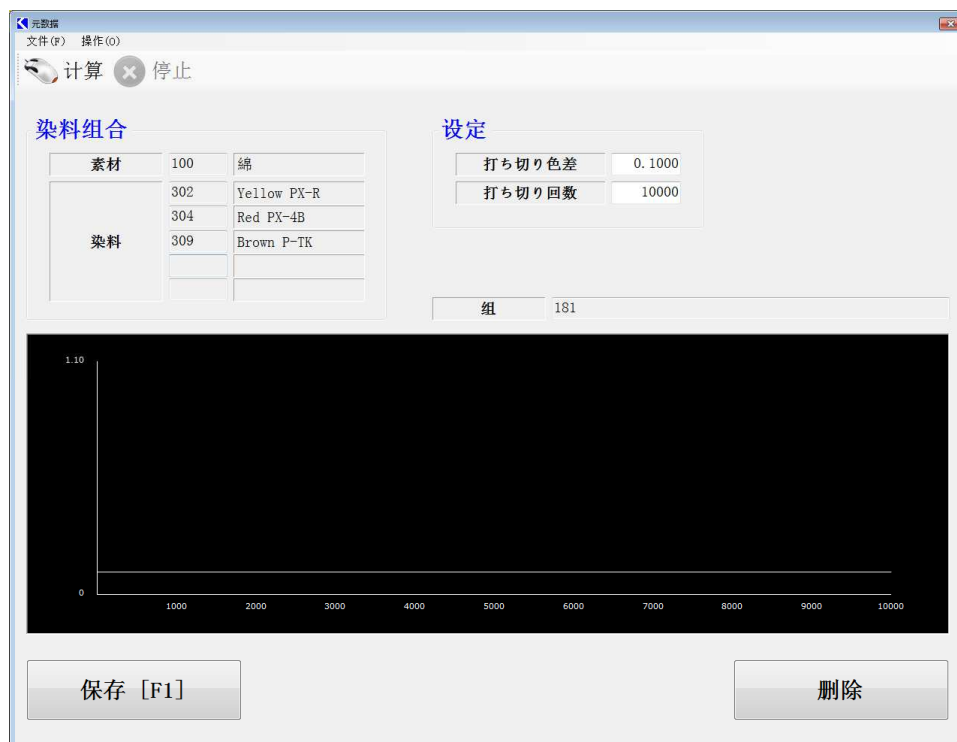 元数据
文件(F) 操作(O)
计算 停止
染料组合
素材 100 綿
染料
302 Yellow PX-R
304 Red PX-4B
309 Brown P-TK
设定
打ち切り色差 0.1000
打ち切り回数 10000
组 181
1.10
0
1000 2000 3000 4000 5000 6000 7000 8000 9000 10000
保存 [F1]
删除